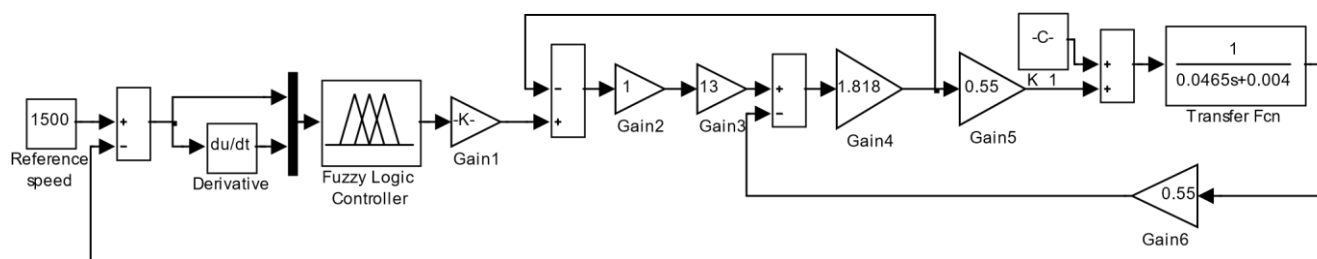 1500
Reference
speed
+
−
du/dt
Derivative
Fuzzy Logic
Controller
-K-
Gain1
−
+
1
Gain2
13
Gain3
+
−
1.818
Gain4
0.55
Gain5
K 1
-C-
+
+
1
0.0465s+0.004
Transfer Fcn
0.55
Gain6